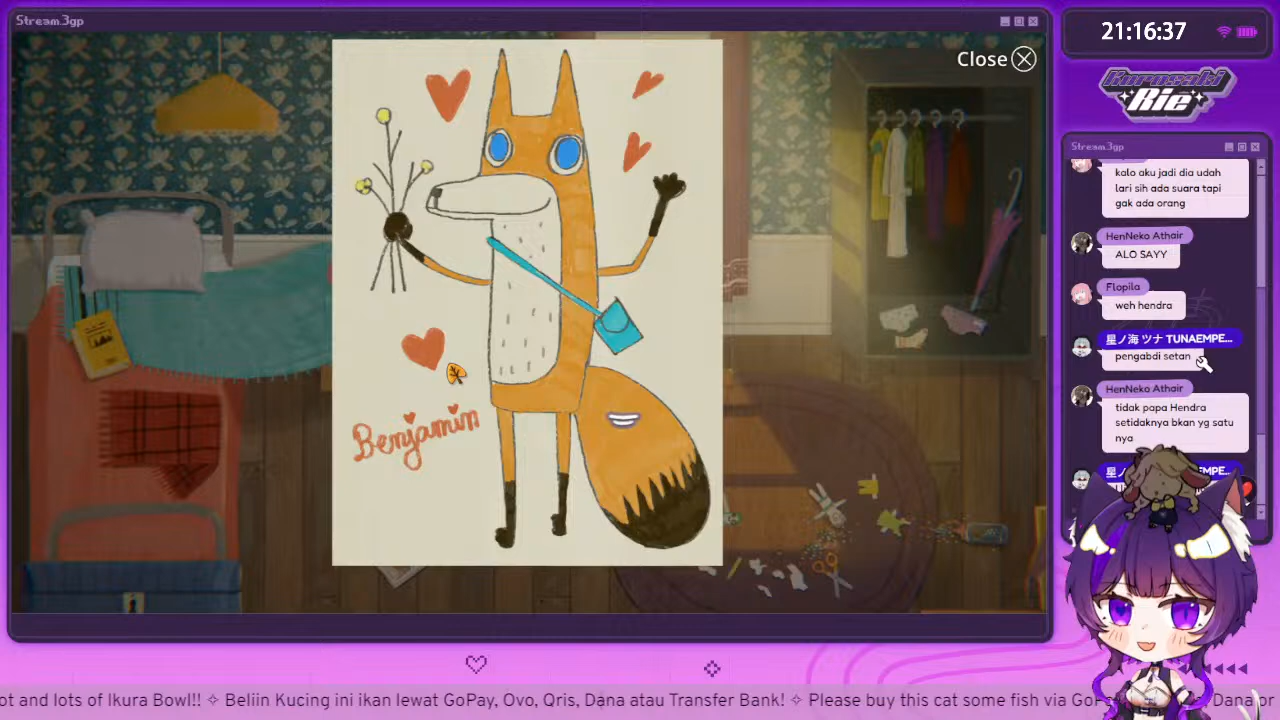 Stream.3gp
Close
Benjamin
21:16:37
Kurosaki
Rie
Stream.3gp
kalo aku jadi dia udah
lari sih ada suara tapi
gak ada orang
HenNeko Athair
ALO SAYY
Flopila
weh hendra
星ノ海 ツナ TUNAEMPE...
pengabdi setan
HenNeko Athair
tidak papa Hendra
setidaknya bkan yg satu
nya
EMPE...
ot and lots of Ikura Bowl!! ✧ Beliin Kucing ini ikan lewat GoPay, Ovo, Qris, Dana atau Transfer Bank! ✧ Please buy this cat some fish via GoP Dana or